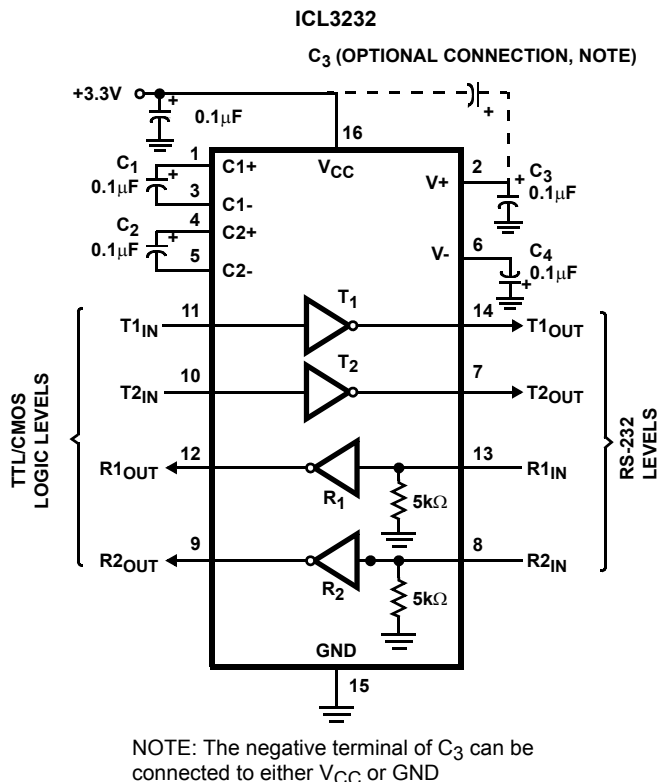 ICL3232
C3 (OPTIONAL CONNECTION, NOTE)
+3.3V
+
0.1μF
+
16
1
C1
0.1μF
+
3
C1+
C1-
VCC
V+
2
+
C3
0.1μF
4
C2
0.1μF
+
5
C2+
C2-
V-
6
C4
0.1μF
+
T1IN
11
T1
14
T1OUT
T2IN
10
T2
7
T2OUT
TTL/CMOS
LOGIC LEVELS
RS-232
LEVELS
R1OUT
12
R1
13
R1IN
5kΩ
R2OUT
9
R2
8
R2IN
5kΩ
GND
15
NOTE: The negative terminal of C3 can be
connected to either VCC or GND